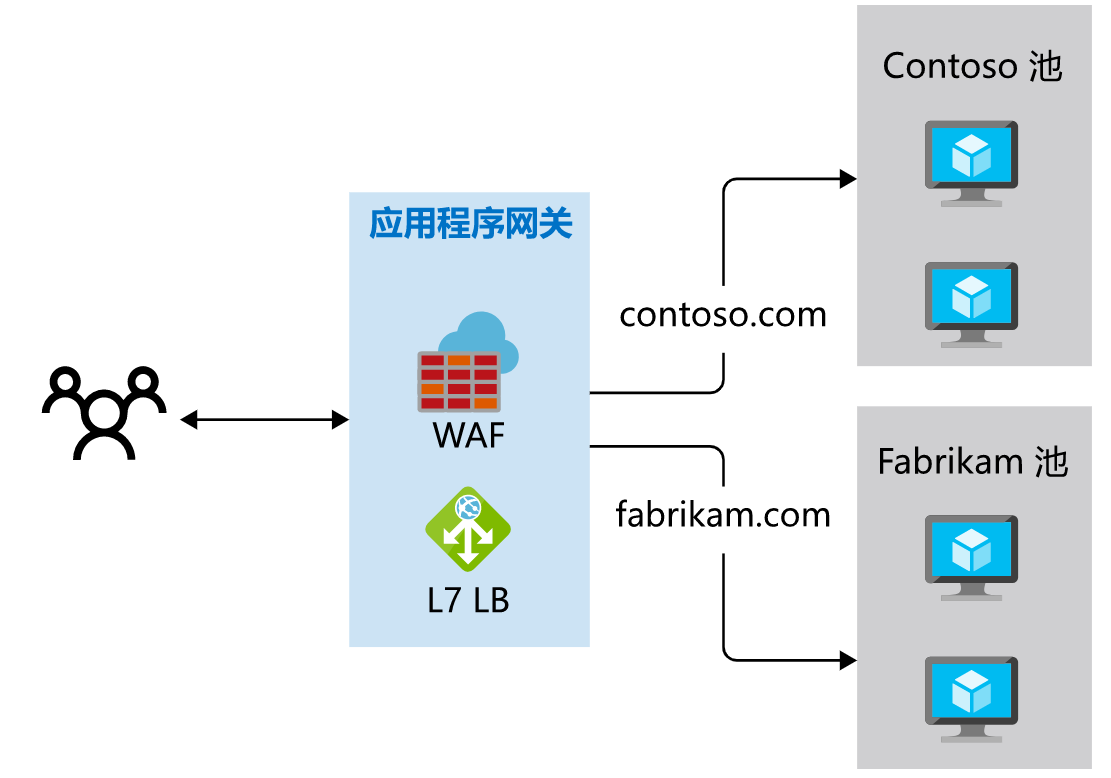 应用程序网关
WAF
L7 LB
contoso.com
fabrikam.com
Contoso 池
Fabrikam 池